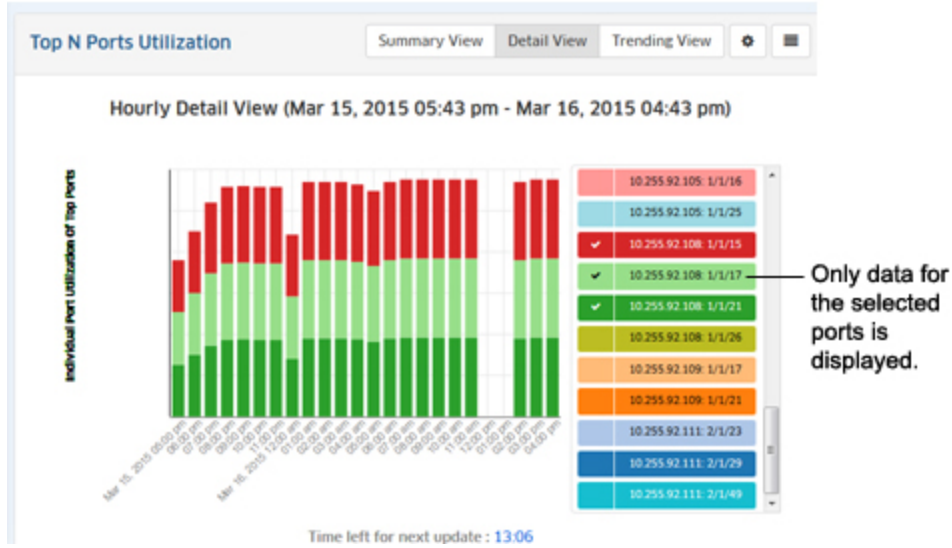 Top N Ports Utilization
Summary View
Detail View
Trending View
Hourly Detail View (Mar 15, 2015 05:43 pm - Mar 16, 2015 04:43 pm)
Individual Port Utilization of Top Ports
Mar 15, 2015 05:00 pm
06:00 pm
07:00 pm
08:00 pm
09:00 pm
10:00 pm
11:00 pm
Mar 16, 2015 12:00 am
01:00 am
02:00 am
03:00 am
04:00 am
05:00 am
06:00 am
07:00 am
08:00 am
09:00 am
10:00 am
11:00 am
12:00 pm
01:00 pm
02:00 pm
03:00 pm
04:00 pm
10.255.92.105: 1/1/16
10.255.92.105: 1/1/25
10.255.92.108: 1/1/15
10.255.92.108: 1/1/17
10.255.92.108: 1/1/21
10.255.92.108: 1/1/26
10.255.92.109: 1/1/17
10.255.92.109: 1/1/21
10.255.92.111: 2/1/23
10.255.92.111: 2/1/29
10.255.92.111: 2/1/49
Only data for
the selected
ports is
displayed.
Time left for next update : 13:06